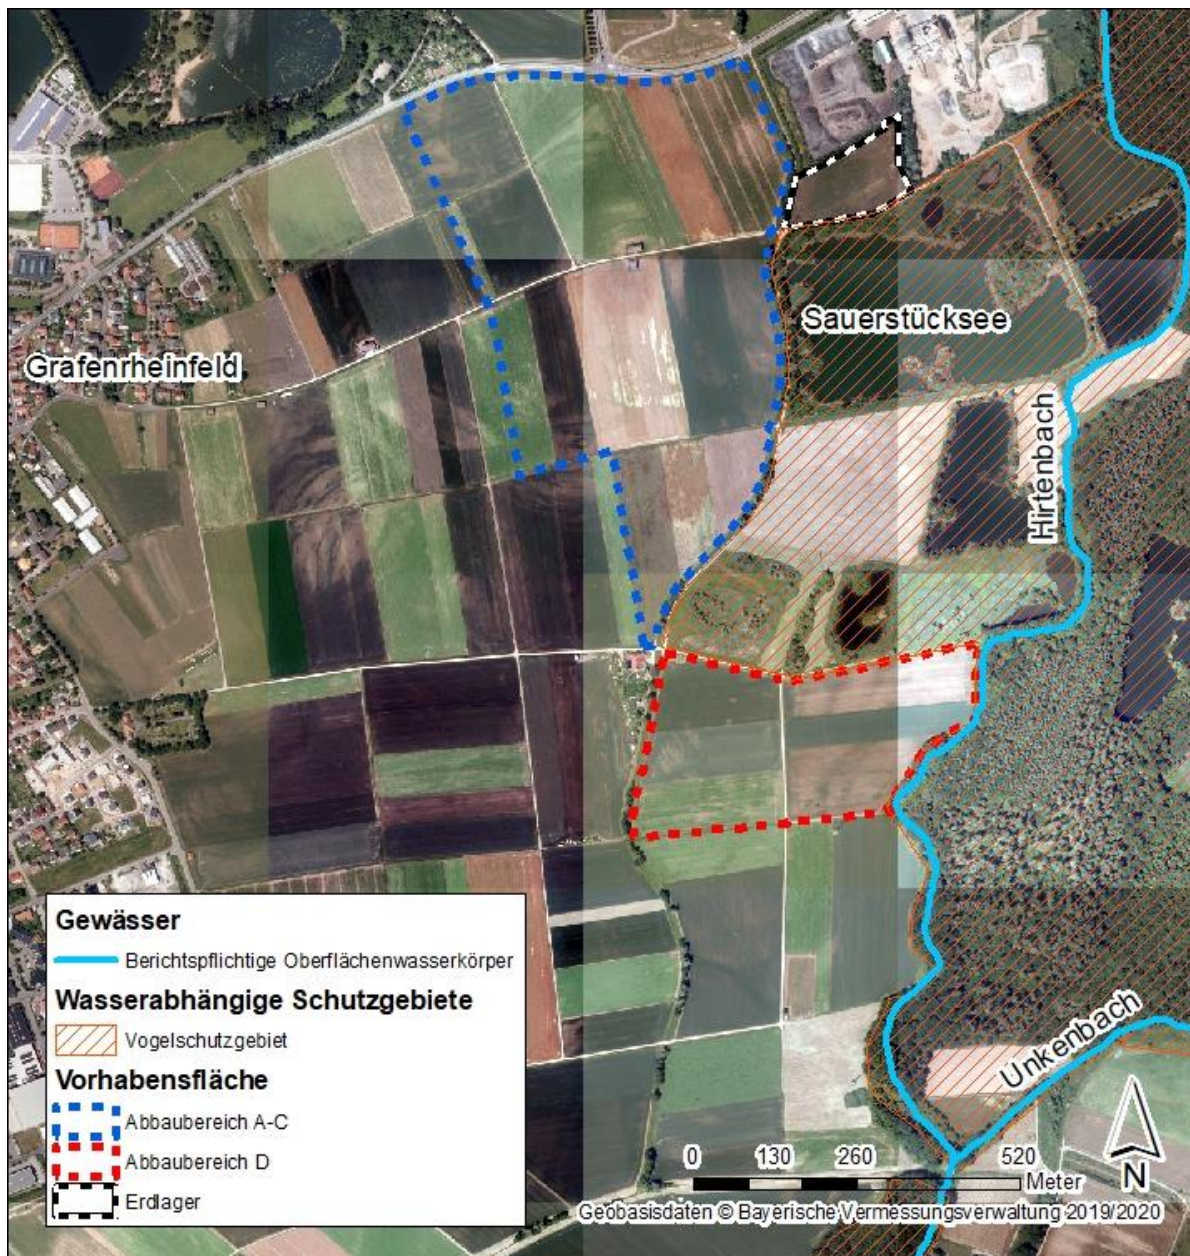 Sauerstücksee
Grafenrheinfeld
Hirtenbach
Unkenbach
Gewässer
Berichtspflichtige Oberflächenwasserkörper
Wasserabhängige Schutzgebiete
Vogelschutzgebiet
Vorhabensfläche
Abbaubereich A-C
Abbaubereich D
Erdlager
0 130 260 520
Meter
N
Geobasisdaten © Bayerische Vermessungsverwaltung 2019/2020